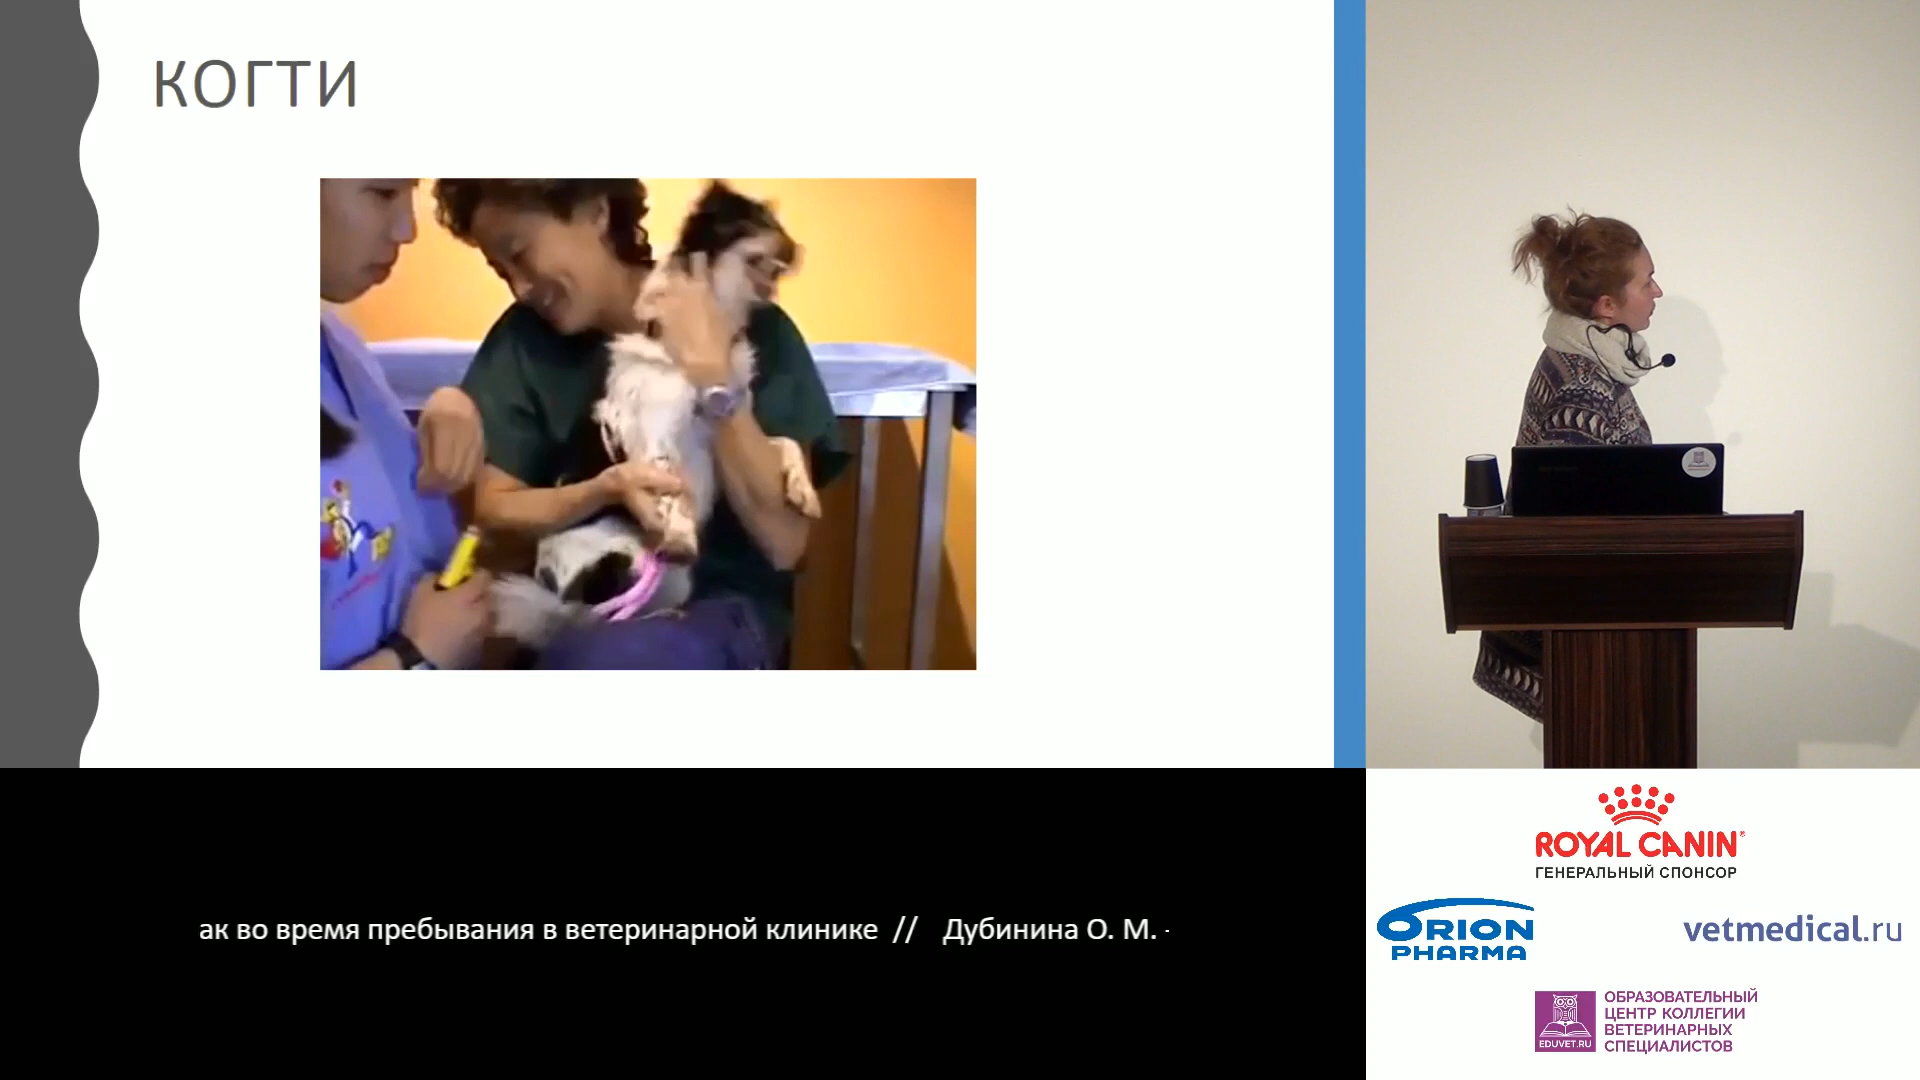 КОГТИ
ак во время пребывания в ветеринарной клинике // Дубинина О. М. -
ROYAL CANIN®
ГЕНЕРАЛЬНЫЙ СПОНСОР
ORION
PHARMA
vetmedical.ru
EDUVET.RU
ОБРАЗОВАТЕЛЬНЫЙ
ЦЕНТР КОЛЛЕГИИ
ВЕТЕРИНАРНЫХ
СПЕЦИАЛИСТОВ